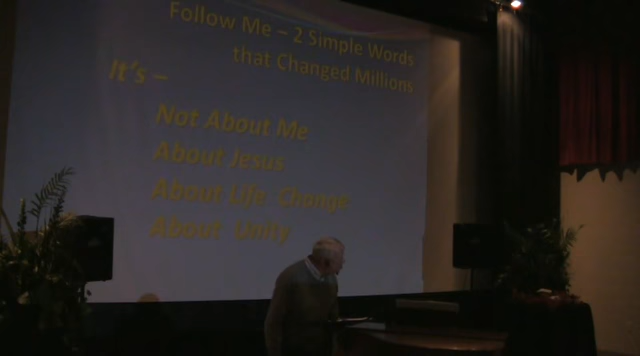 Follow Me – 2 Simple Words
that Changed Millions
It's –
Not About Me
About Jesus
About Life Change
About Unity